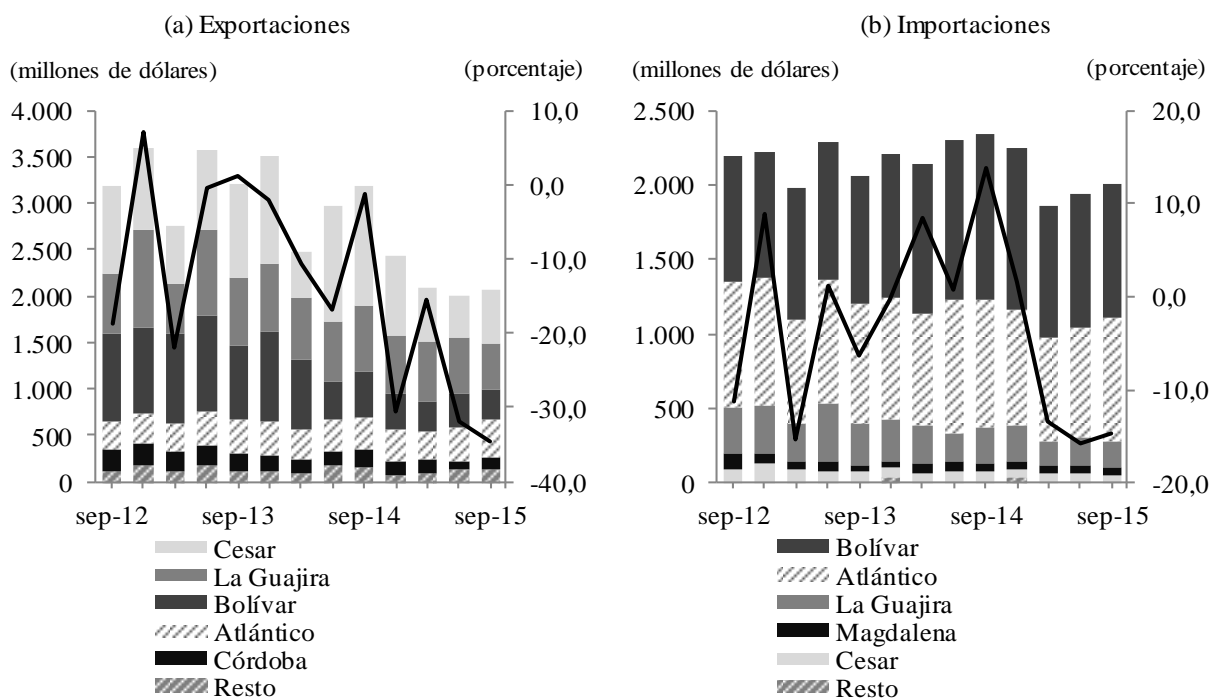 (a) Exportaciones
(millones de dólares) (porcentaje)
4.000 10,0
3.500 0,0
3.000
2.500 -10,0
2.000 -20,0
1.500
1.000 -30,0
500
0 -40,0
sep-12 sep-13 sep-14 sep-15
Cesar
La Guajira
Bolívar
Atlántico
Córdoba
Resto
(b) Importaciones
(millones de dólares) (porcentaje)
2.500 20,0
2.000 10,0
1.500
0,0
1.000
500 -10,0
0 -20,0
sep-12 sep-13 sep-14 sep-15
Bolívar
Atlántico
La Guajira
Magdalena
Cesar
Resto